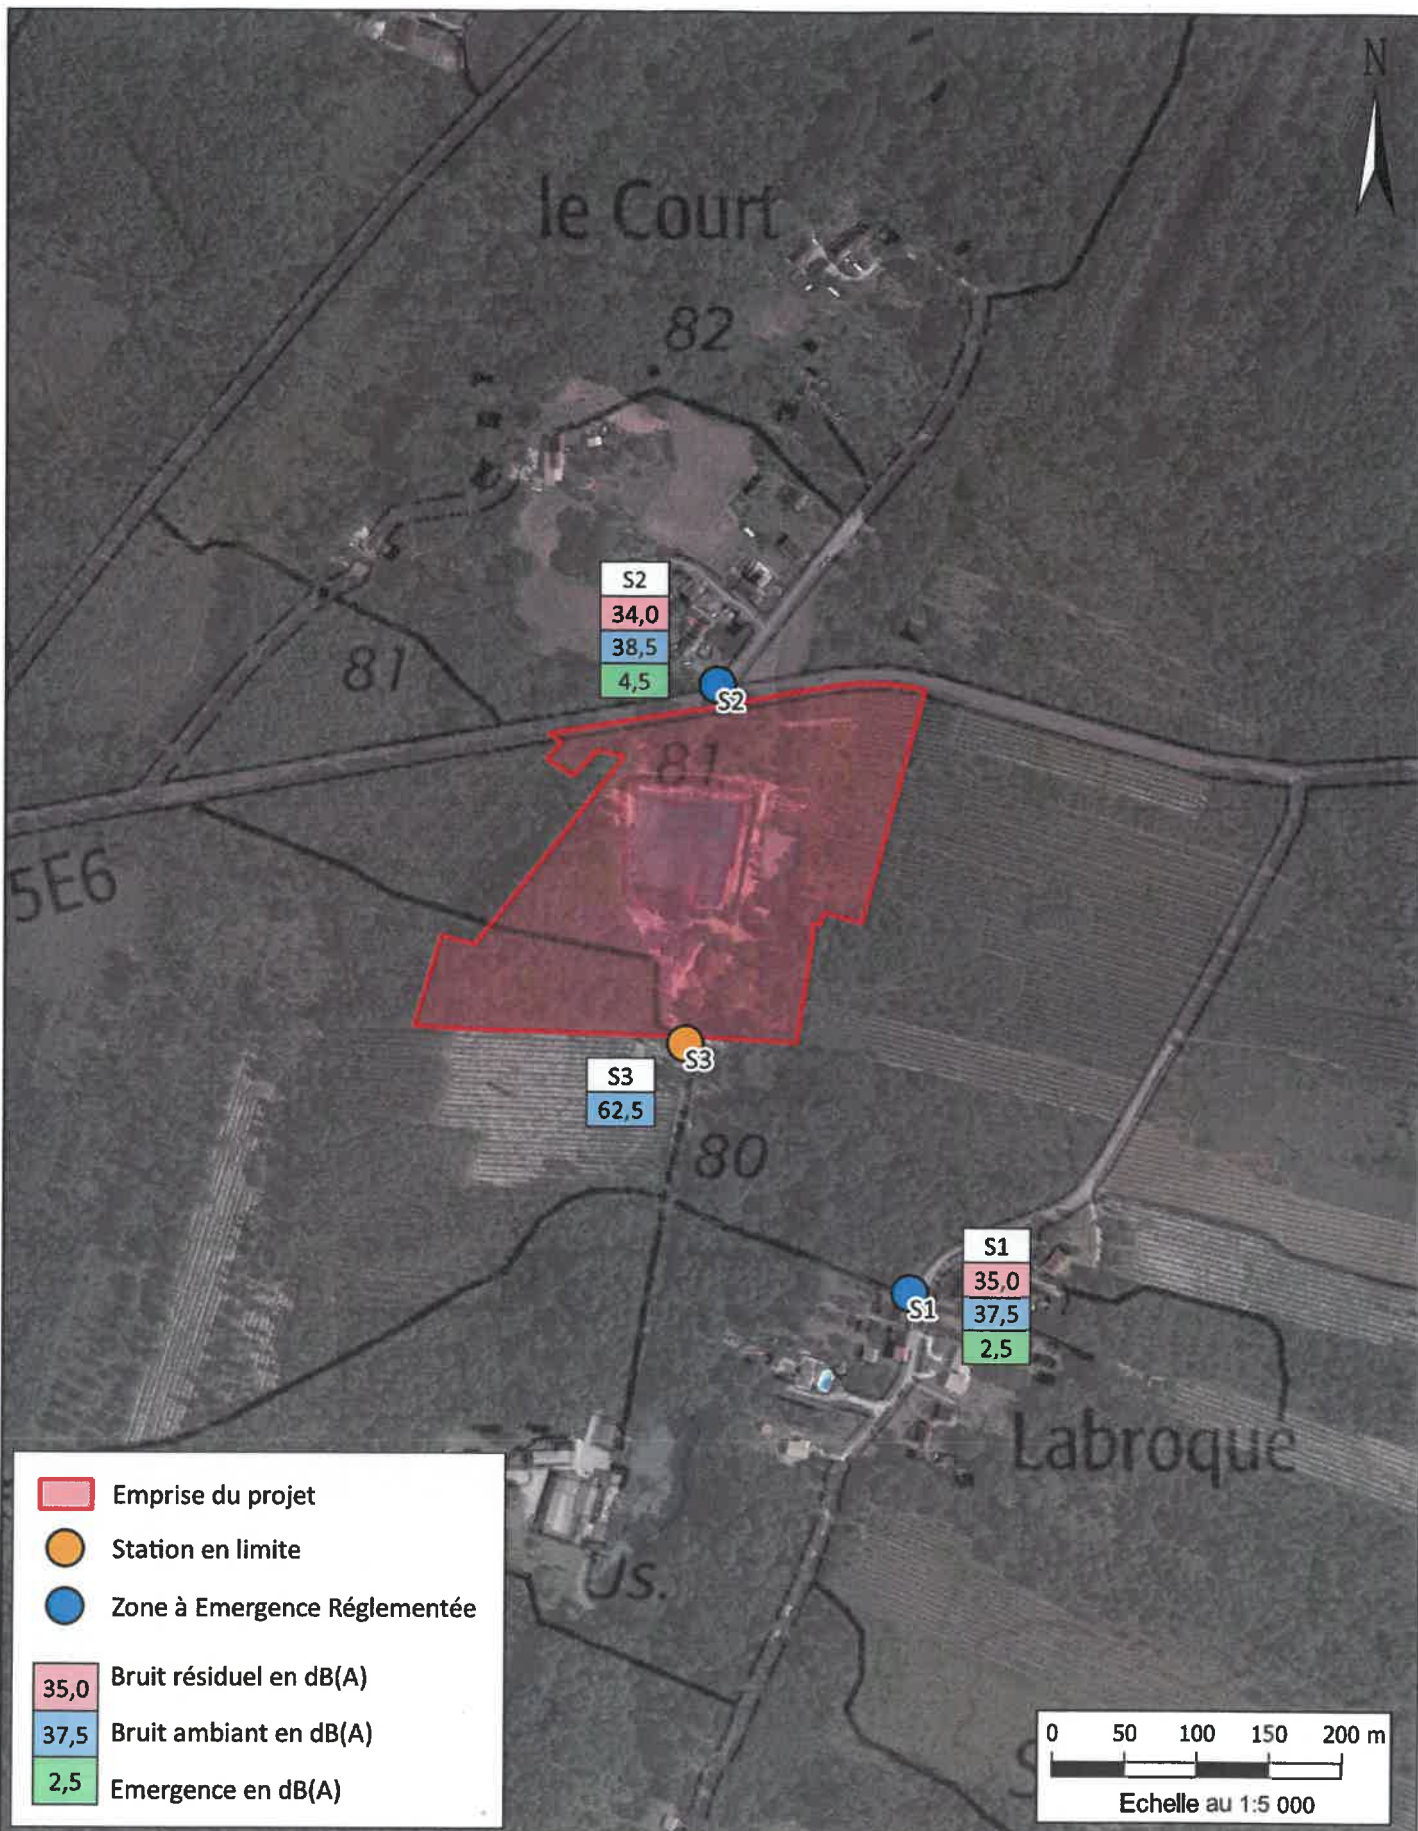 N
le Court
82
S2
34,0
38,5
4,5
81
S2
81
5E6
S3
S3
62,5
80
S1
35,0
S1
37,5
2,5
Labroque
Us.
Emprise du projet
Station en limite
Zone à Emergence Réglementée
35,0 Bruit résiduel en dB(A)
37,5 Bruit ambiant en dB(A)
2,5 Emergence en dB(A)
0 50 100 150 200 m
S
Echelle au 1:5 000